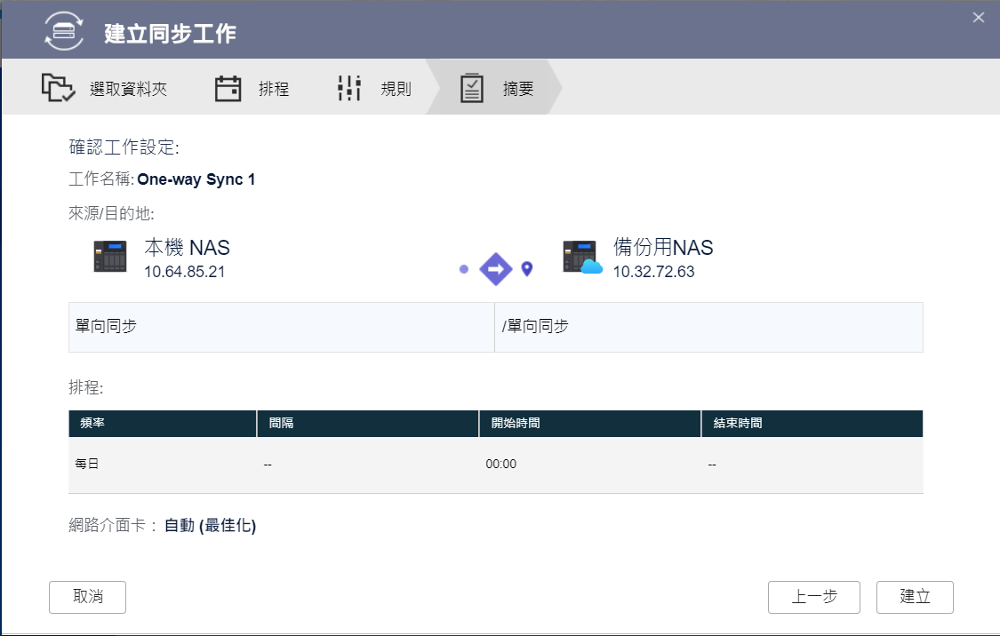 建立同步工作
選取資料夾
排程
規則
摘要
確認工作設定:
工作名稱: One-way Sync 1
來源/目的地:
本機 NAS
10.64.85.21
備份用NAS
10.32.72.63
單向同步
/單向同步
排程:
頻率 間隔 開始時間 結束時間
每日 -- 00:00 --
網路介面卡： 自動 (最佳化)
取消 上一步 建立